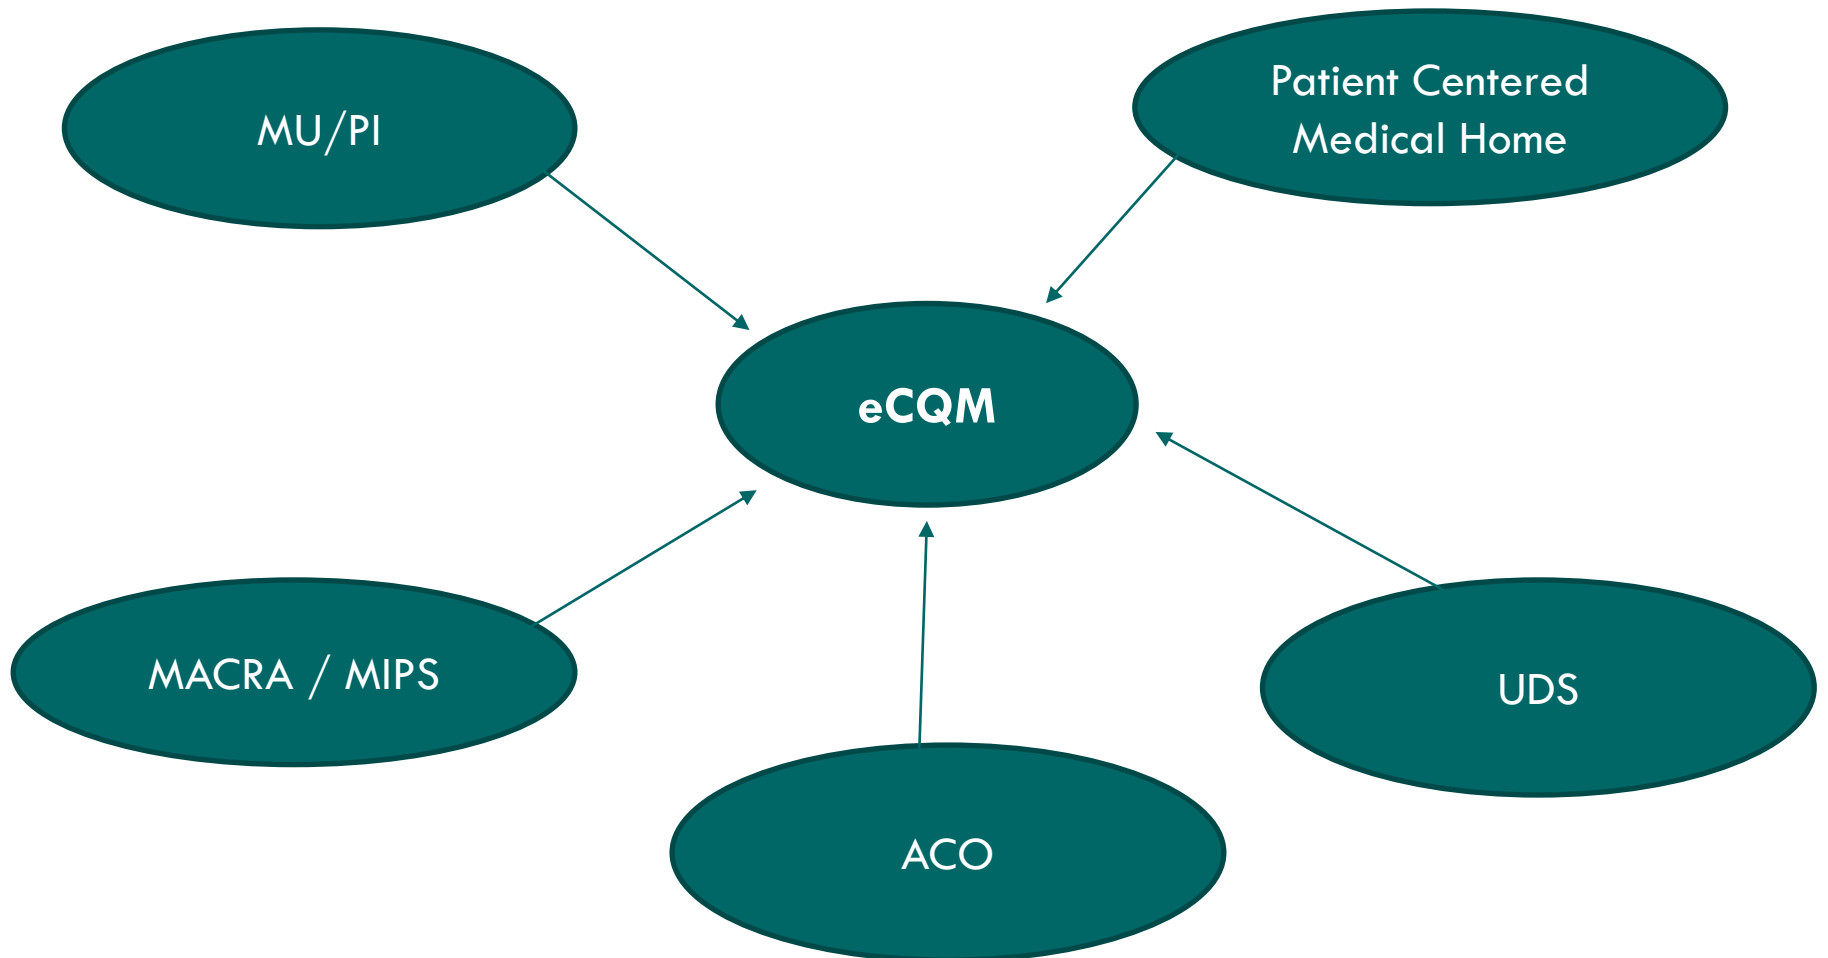 MU/PI
Patient Centered
Medical Home
eCQM
MACRA / MIPS
UDS
ACO